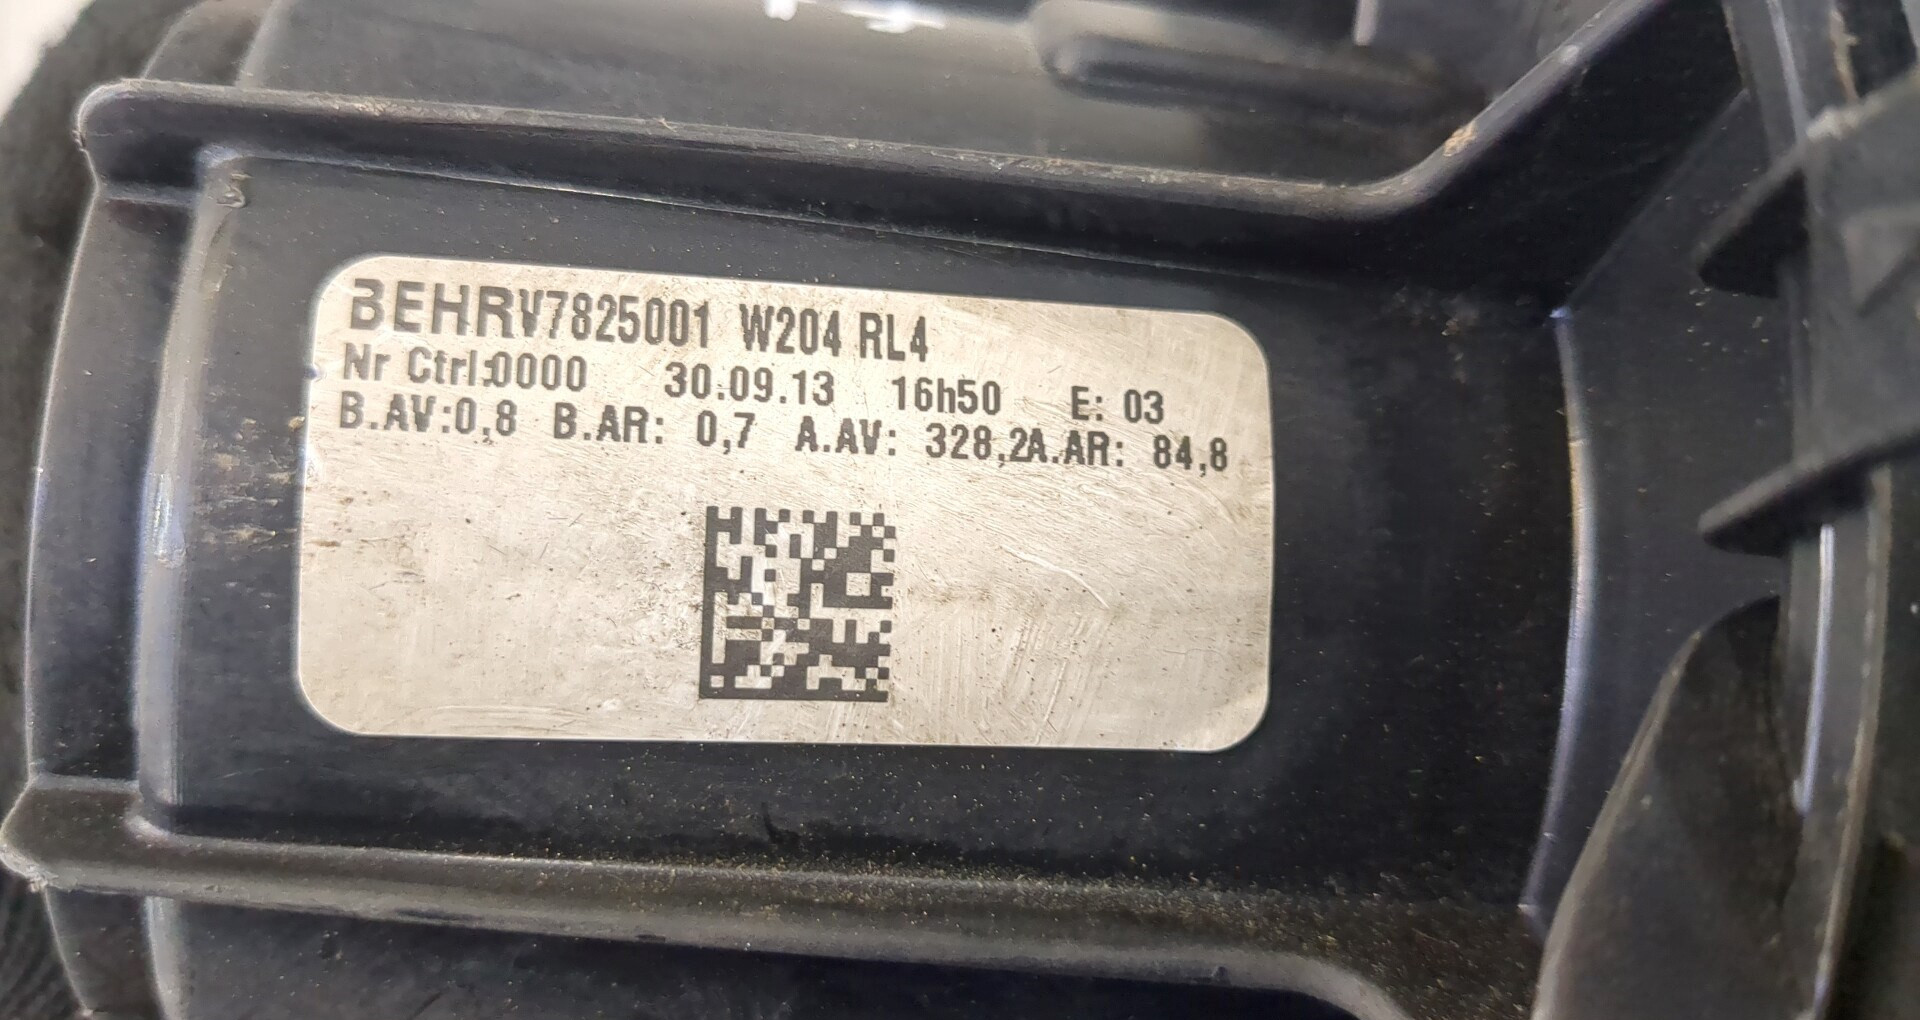 BEHRV7825001 W204 RL4
Nr Ctrl:0000 30.09.13 16h50 E: 03
B.AV:0,8 B.AR: 0,7 A.AV: 328,2A.AR: 84,8